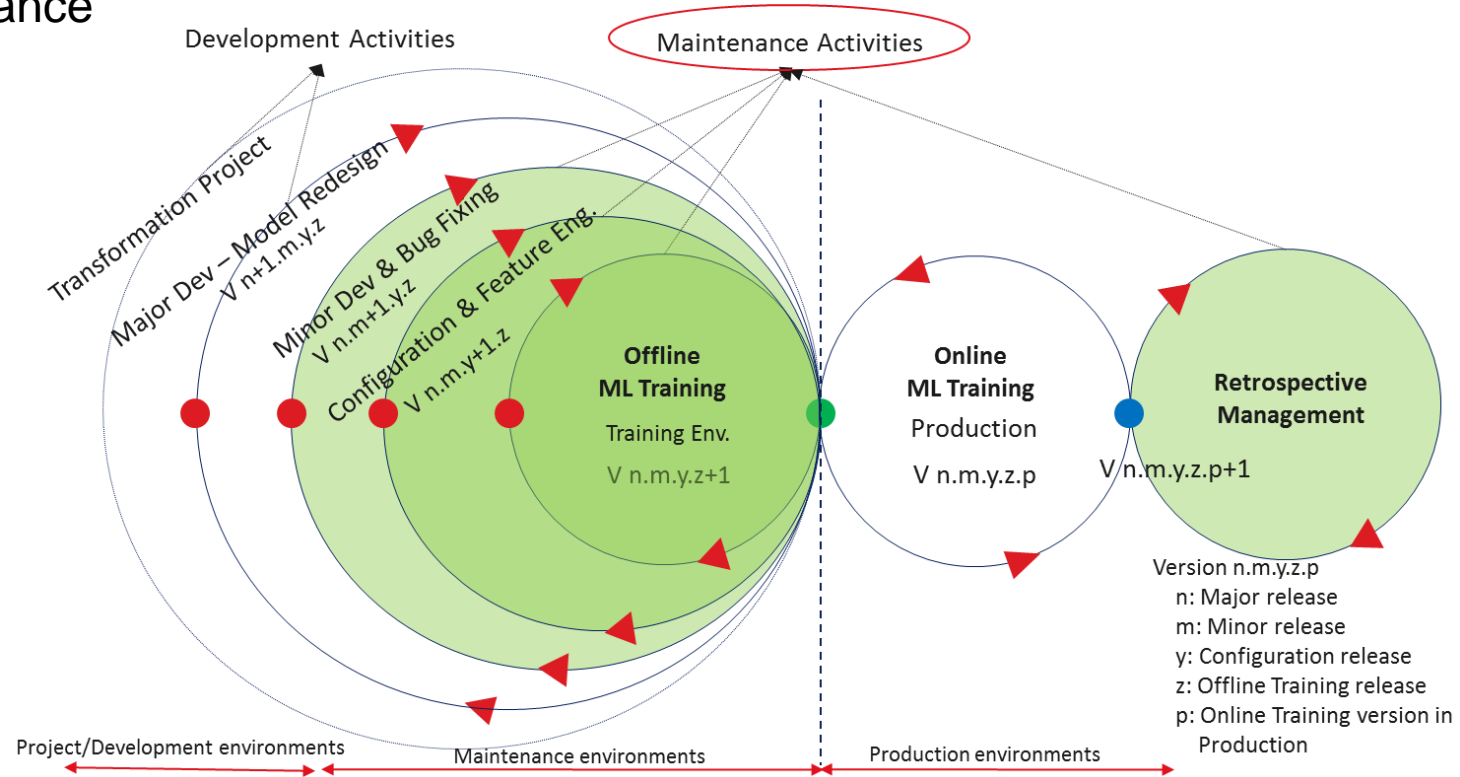 ance
Development Activities
Maintenance Activities
Transformation Project
Major Dev – Model Redesign
V n+1.m.y.z
Minor Dev & Bug Fixing
V n.m+1.y.z
Configuration & Feature Eng.
V n.m.y+1.z
Offline
ML Training
Training Env.
V n.m.y.z+1
Online
ML Training
Production
V n.m.y.z.p
Retrospective
Management
V n.m.y.z.p+1
Version n.m.y.z.p
n: Major release
m: Minor release
y: Configuration release
z: Offline Training release
p: Online Training version in
Production
Project/Development environments
Maintenance environments
Production environments